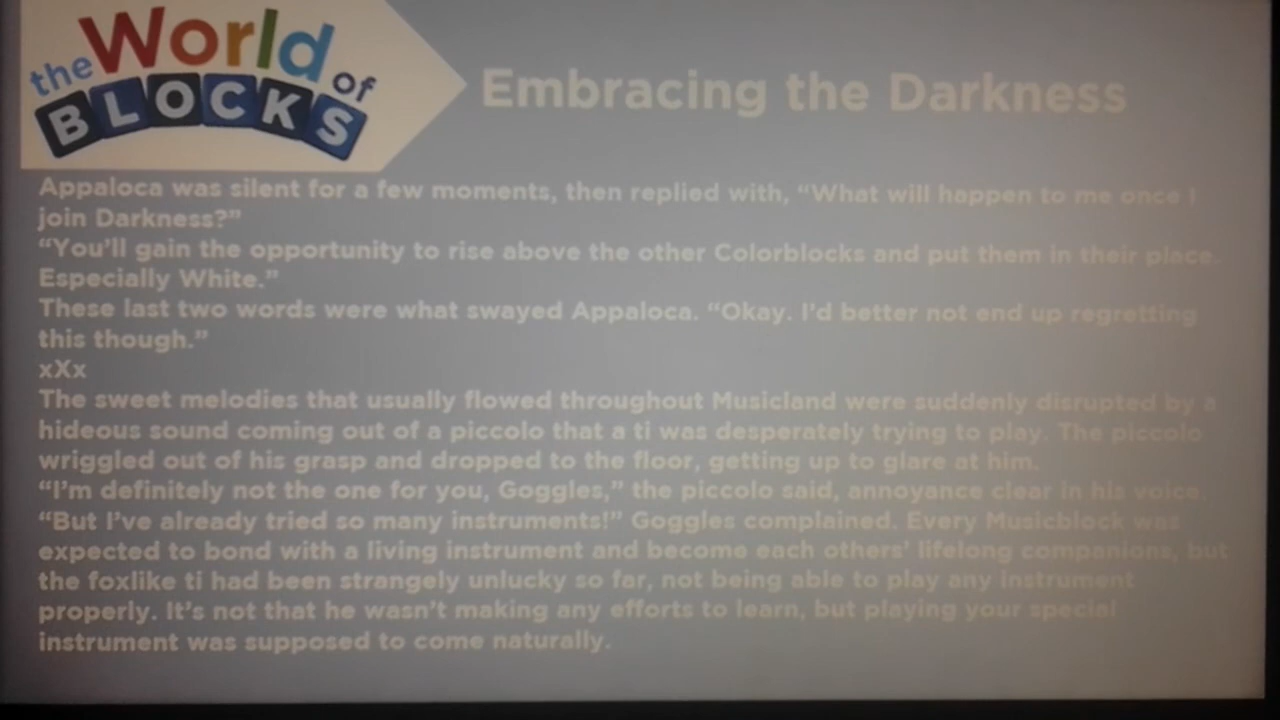 the World of
BLOCKS
Embracing the Darkness
Appaloca was silent for a few moments, then replied with, “What will happen to me once I
join Darkness?”
“You’ll gain the opportunity to rise above the other Colorblocks and put them in their place.
Especially White.”
These last two words were what swayed Appaloca. “Okay. I’d better not end up regretting
this though.”
xXx
The sweet melodies that usually flowed throughout Musicland were suddenly disrupted by a
hideous sound coming out of a piccolo that a ti was desperately trying to play. The piccolo
wriggled out of his grasp and dropped to the floor, getting up to glare at him.
“I’m definitely not the one for you, Goggles,” the piccolo said, annoyance clear in his voice.
“But I’ve already tried so many instruments!” Goggles complained. Every Musicblock was
expected to bond with a living instrument and become each others’ lifelong companions, but
the foxlike ti had been strangely unlucky so far, not being able to play any instrument
properly. It’s not that he wasn’t making any efforts to learn, but playing your special
instrument was supposed to come naturally.